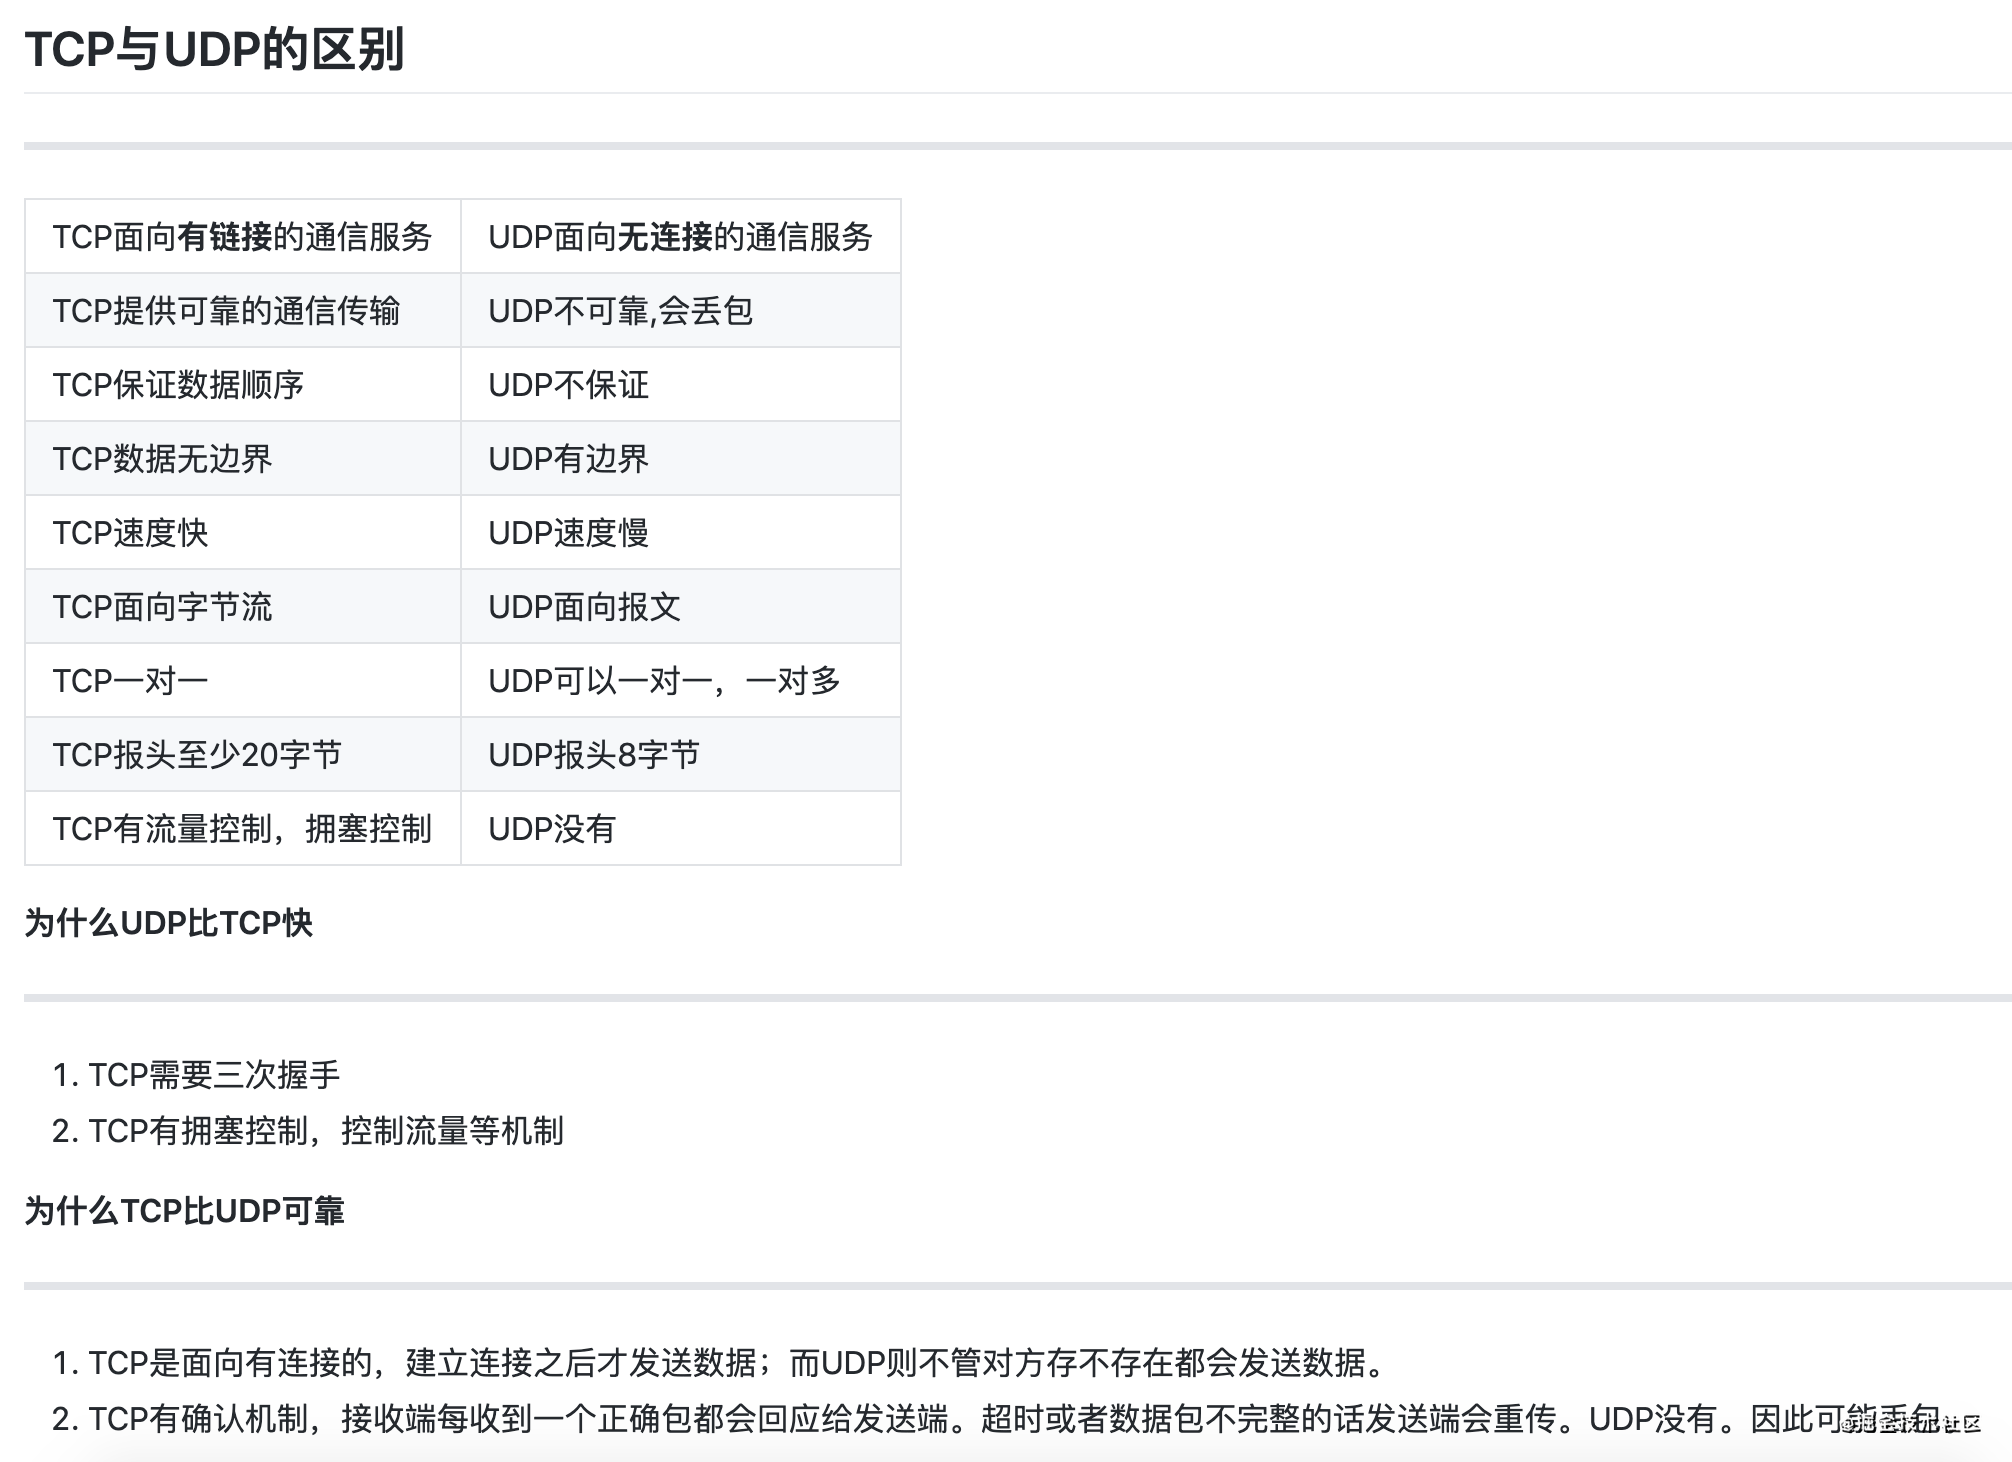 TCP与UDP的区别
TCP面向有链接的通信服务 UDP面向无连接的通信服务
TCP提供可靠的通信传输 UDP不可靠,会丢包
TCP保证数据顺序 UDP不保证
TCP数据无边界 UDP有边界
TCP速度快 UDP速度慢
TCP面向字节流 UDP面向报文
TCP一对一 UDP可以一对一，一对多
TCP报头至少20字节 UDP报头8字节
TCP有流量控制，拥塞控制 UDP没有
为什么UDP比TCP快
1. TCP需要三次握手
2. TCP有拥塞控制，控制流量等机制
为什么TCP比UDP可靠
1. TCP是面向有连接的，建立连接之后才发送数据；而UDP则不管对方存不存在都会发送数据。
2. TCP有确认机制，接收端每收到一个正确包都会回应给发送端。超时或者数据包不完整的话发送端会重传。UDP没有。因此可能丢包。